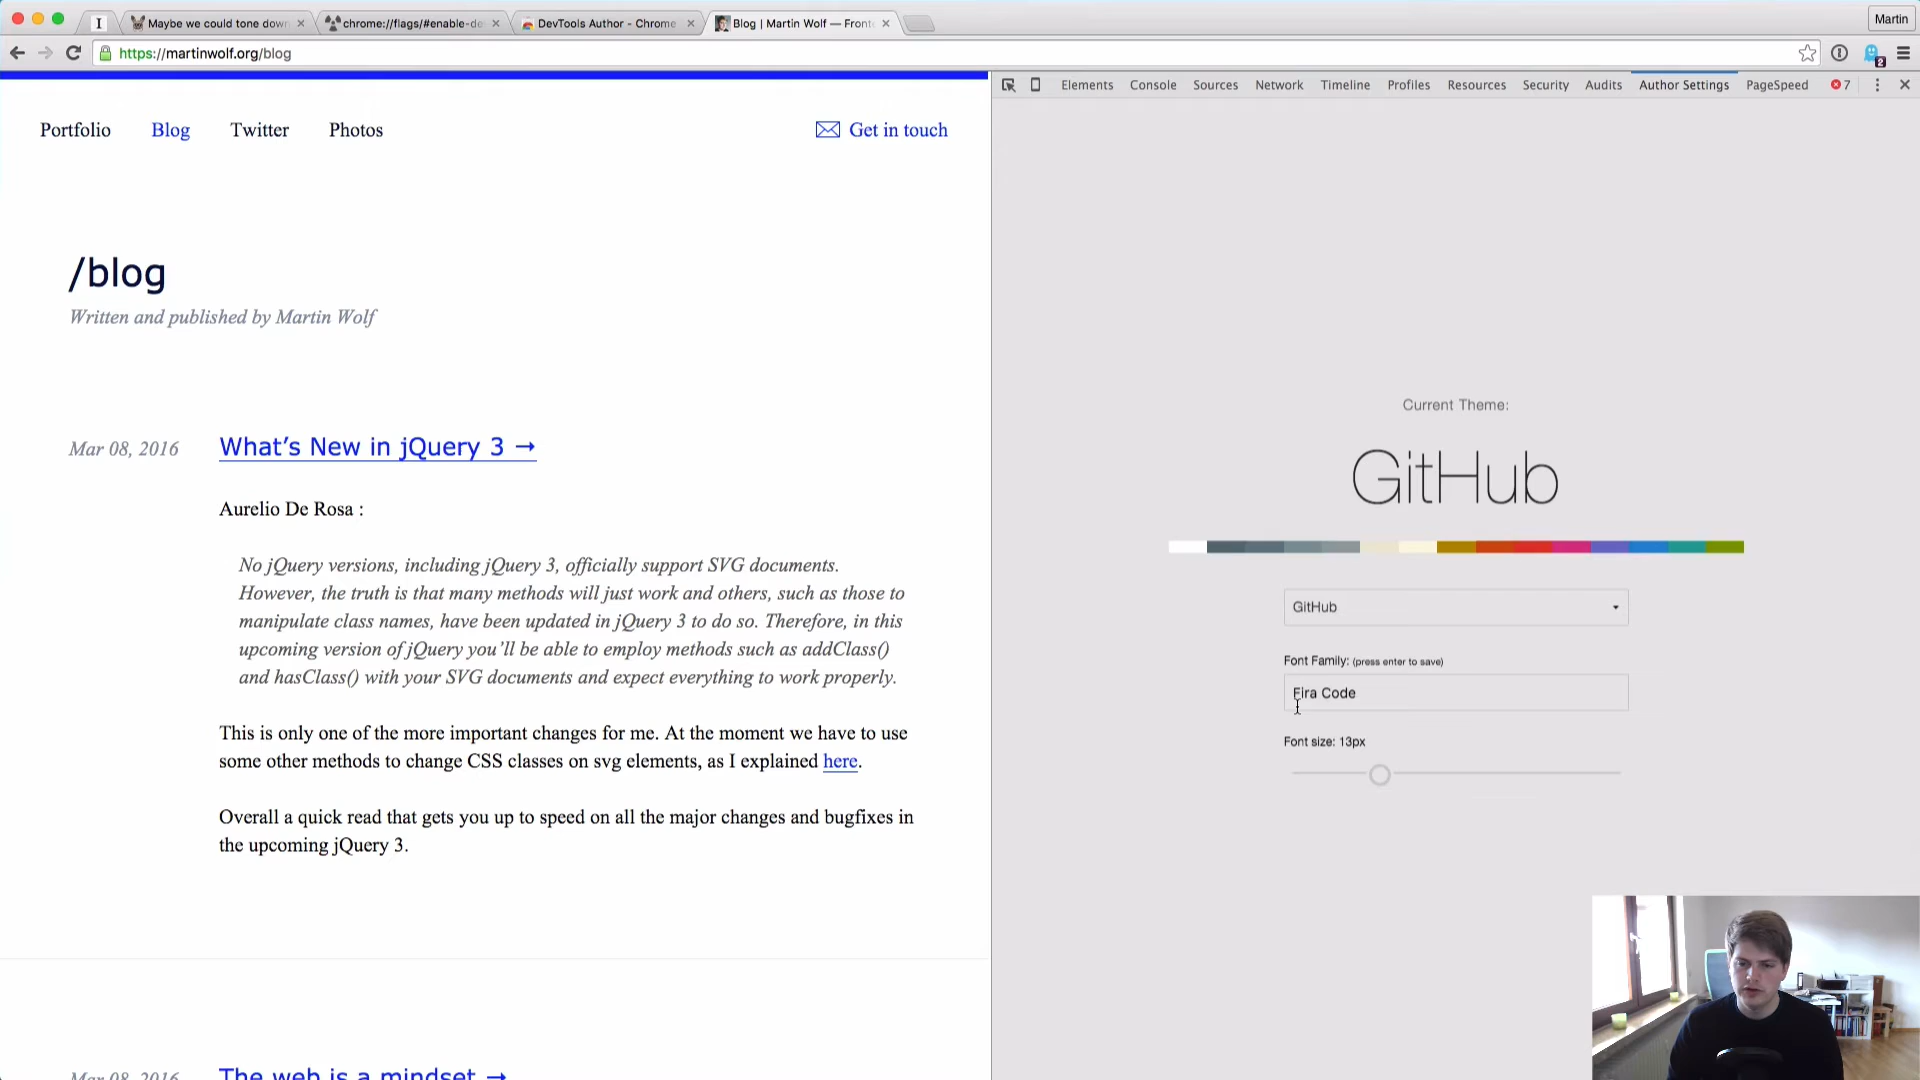 I
Maybe we could tone down
chrome://flags/#enable-de
DevTools Author - Chrome
Blog | Martin Wolf — Front
Martin
https://martinwolf.org/blog
2
Portfolio
Blog
Twitter
Photos
Get in touch
/blog
Written and published by Martin Wolf
Mar 08, 2016
What’s New in jQuery 3 →
Aurelio De Rosa :
No jQuery versions, including jQuery 3, officially support SVG documents.
However, the truth is that many methods will just work and others, such as those to
manipulate class names, have been updated in jQuery 3 to do so. Therefore, in this
upcoming version of jQuery you’ll be able to employ methods such as addClass()
and hasClass() with your SVG documents and expect everything to work properly.
This is only one of the more important changes for me. At the moment we have to use
some other methods to change CSS classes on svg elements, as I explained here.
Overall a quick read that gets you up to speed on all the major changes and bugfixes in
the upcoming jQuery 3.
Mar 08, 2016
The web is a mindset →
Elements
Console
Sources
Network
Timeline
Profiles
Resources
Security
Audits
Author Settings
PageSpeed
7
Current Theme:
GitHub
GitHub
Font Family: (press enter to save)
Fira Code
Font size: 13px